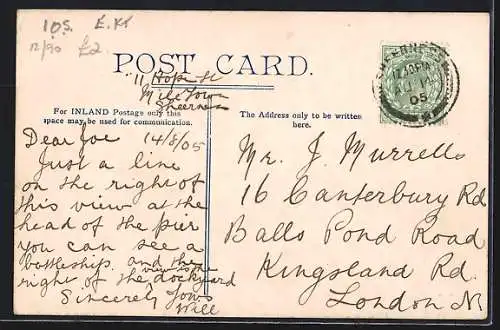 10s. E. Kt
12/90 £2
POST CARD.
11 Hope St
Mile Town
Sheerness
For INLAND Postage only this
space may be used for communication.
The Address only to be written
here.
14/8/05
Dear Joe
Just a line
on the right of
this view at the
head of the pier
you can see a
battleship. and the
view is the
right of the dockyard
Sincerely Yours
Will
Mr. J. Murrells
16 Canterbury Rd
Balls Pond Road
Kingsland Rd.
London N
SHEERNESS
12.30PM
AU 14
05